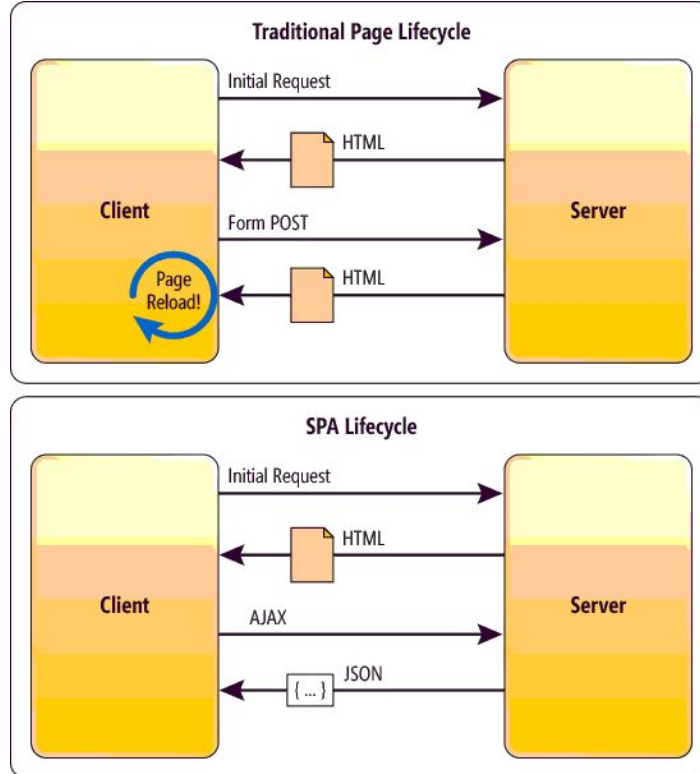 Traditional Page Lifecycle
Initial Request
HTML
Client
Server
Form POST
HTML
Page
Reload!
SPA Lifecycle
Initial Request
HTML
Client
Server
AJAX
JSON
{ ... }